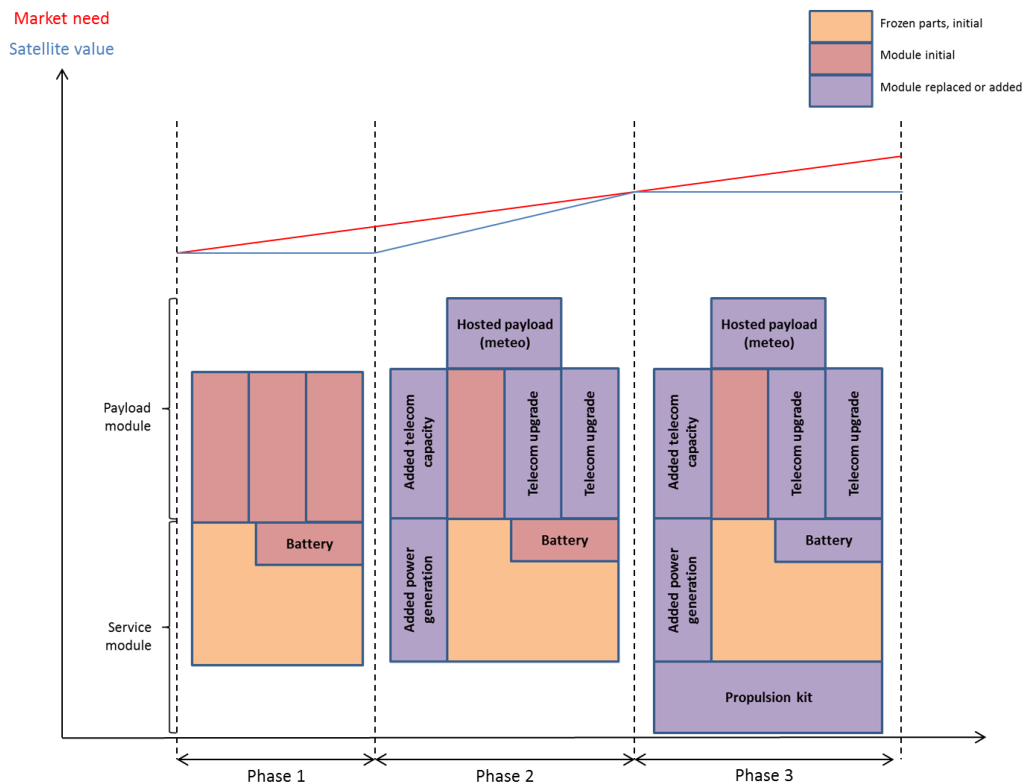 Market need
Satellite value
Frozen parts, initial
Module initial
Module replaced or added
Hosted payload
(meteo)
Hosted payload
(meteo)
Payload
module
Added telecom
capacity
Telecom upgrade
Telecom upgrade
Added telecom
capacity
Telecom upgrade
Telecom upgrade
Battery
Battery
Battery
Service
module
Added power
generation
Added power
generation
Propulsion kit
Phase 1
Phase 2
Phase 3